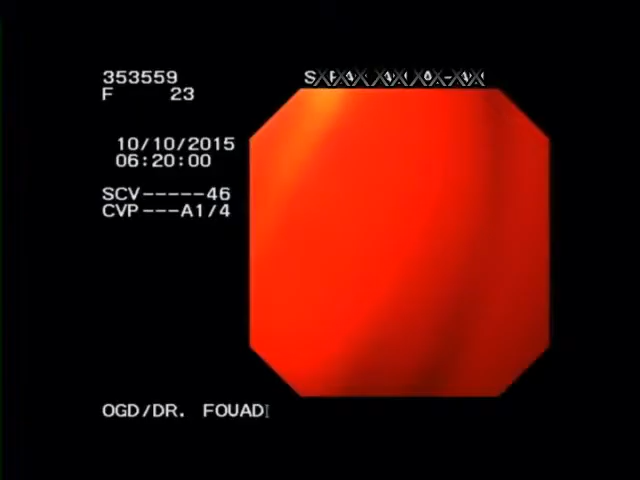 353559
F 23
10/10/2015
06:20:00
SCV-----46
CVP---A1/4
OGD/DR. FOUAD